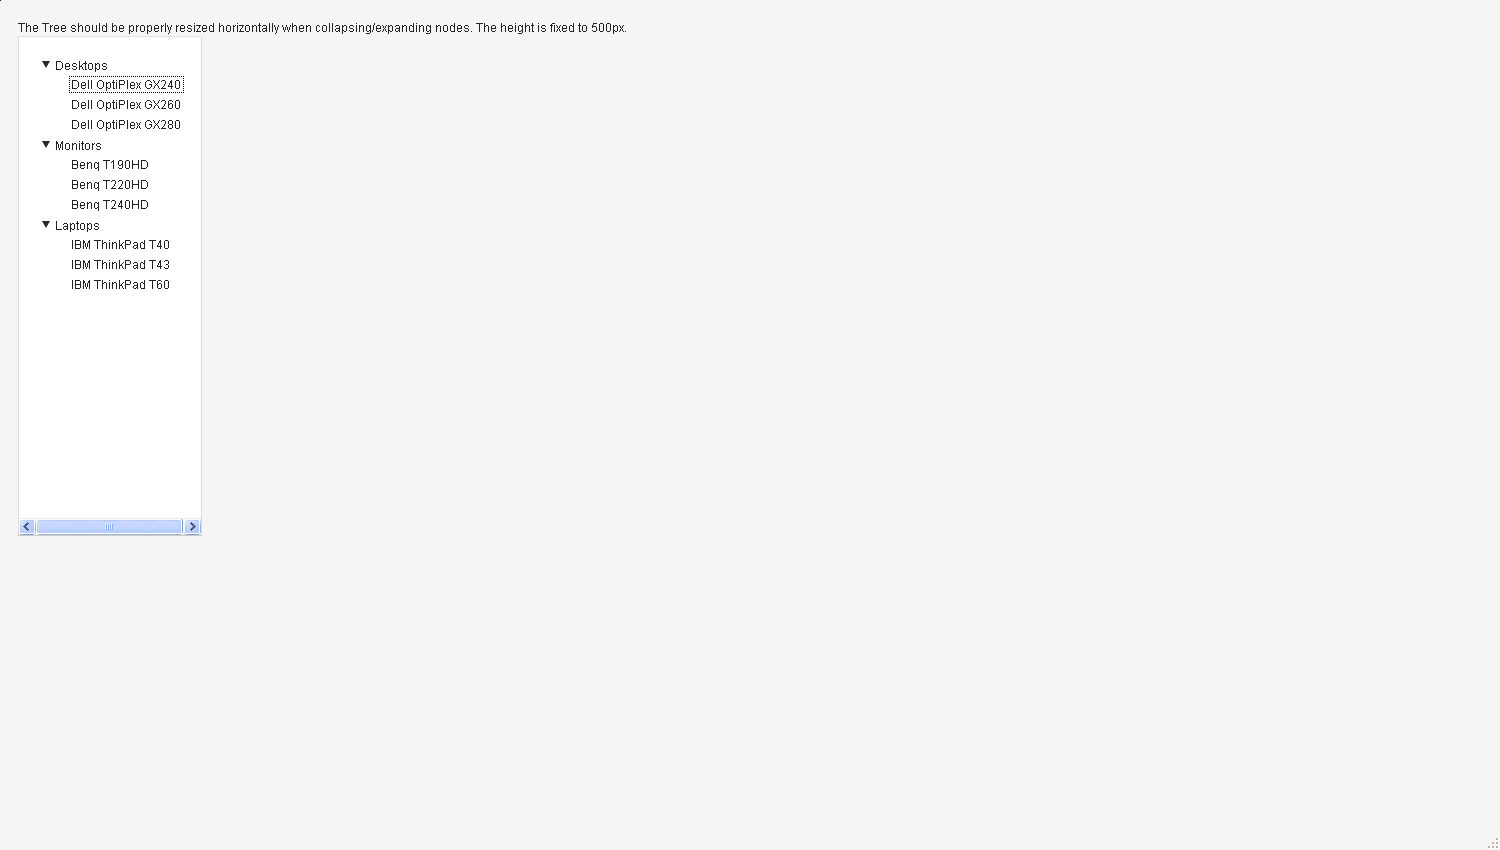 The Tree should be properly resized horizontally when collapsing/expanding nodes. The height is fixed to 500px.
Desktops
Dell OptiPlex GX240
Dell OptiPlex GX260
Dell OptiPlex GX280
Monitors
Benq T190HD
Benq T220HD
Benq T240HD
Laptops
IBM ThinkPad T40
IBM ThinkPad T43
IBM ThinkPad T60